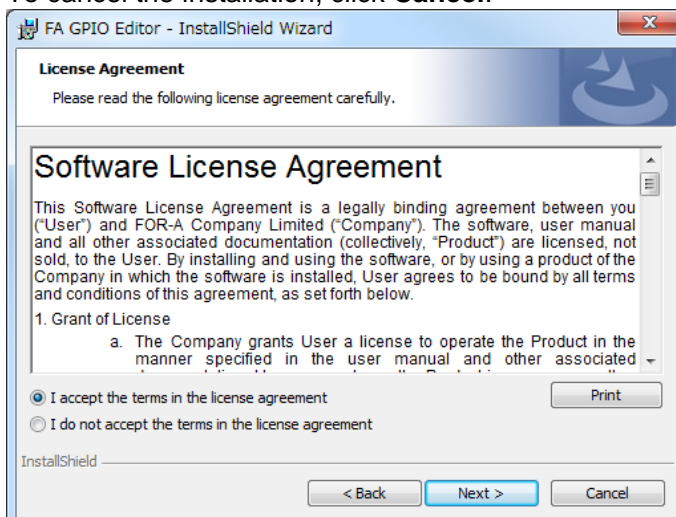 To cancel the installation, click Cancel.
FA GPIO Editor - InstallShield Wizard
License Agreement
Please read the following license agreement carefully.
Software License Agreement
This Software License Agreement is a legally binding agreement between you
("User") and FOR-A Company Limited ("Company"). The software, user manual
and all other associated documentation (collectively, "Product") are licensed, not
sold, to the User. By installing and using the software, or by using a product of the
Company in which the software is installed, User agrees to be bound by all terms
and conditions of this agreement, as set forth below.
1. Grant of License
a. The Company grants User a license to operate the Product in the
manner specified in the user manual and other associated
I accept the terms in the license agreement
Print
I do not accept the terms in the license agreement
InstallShield
< Back
Next >
Cancel